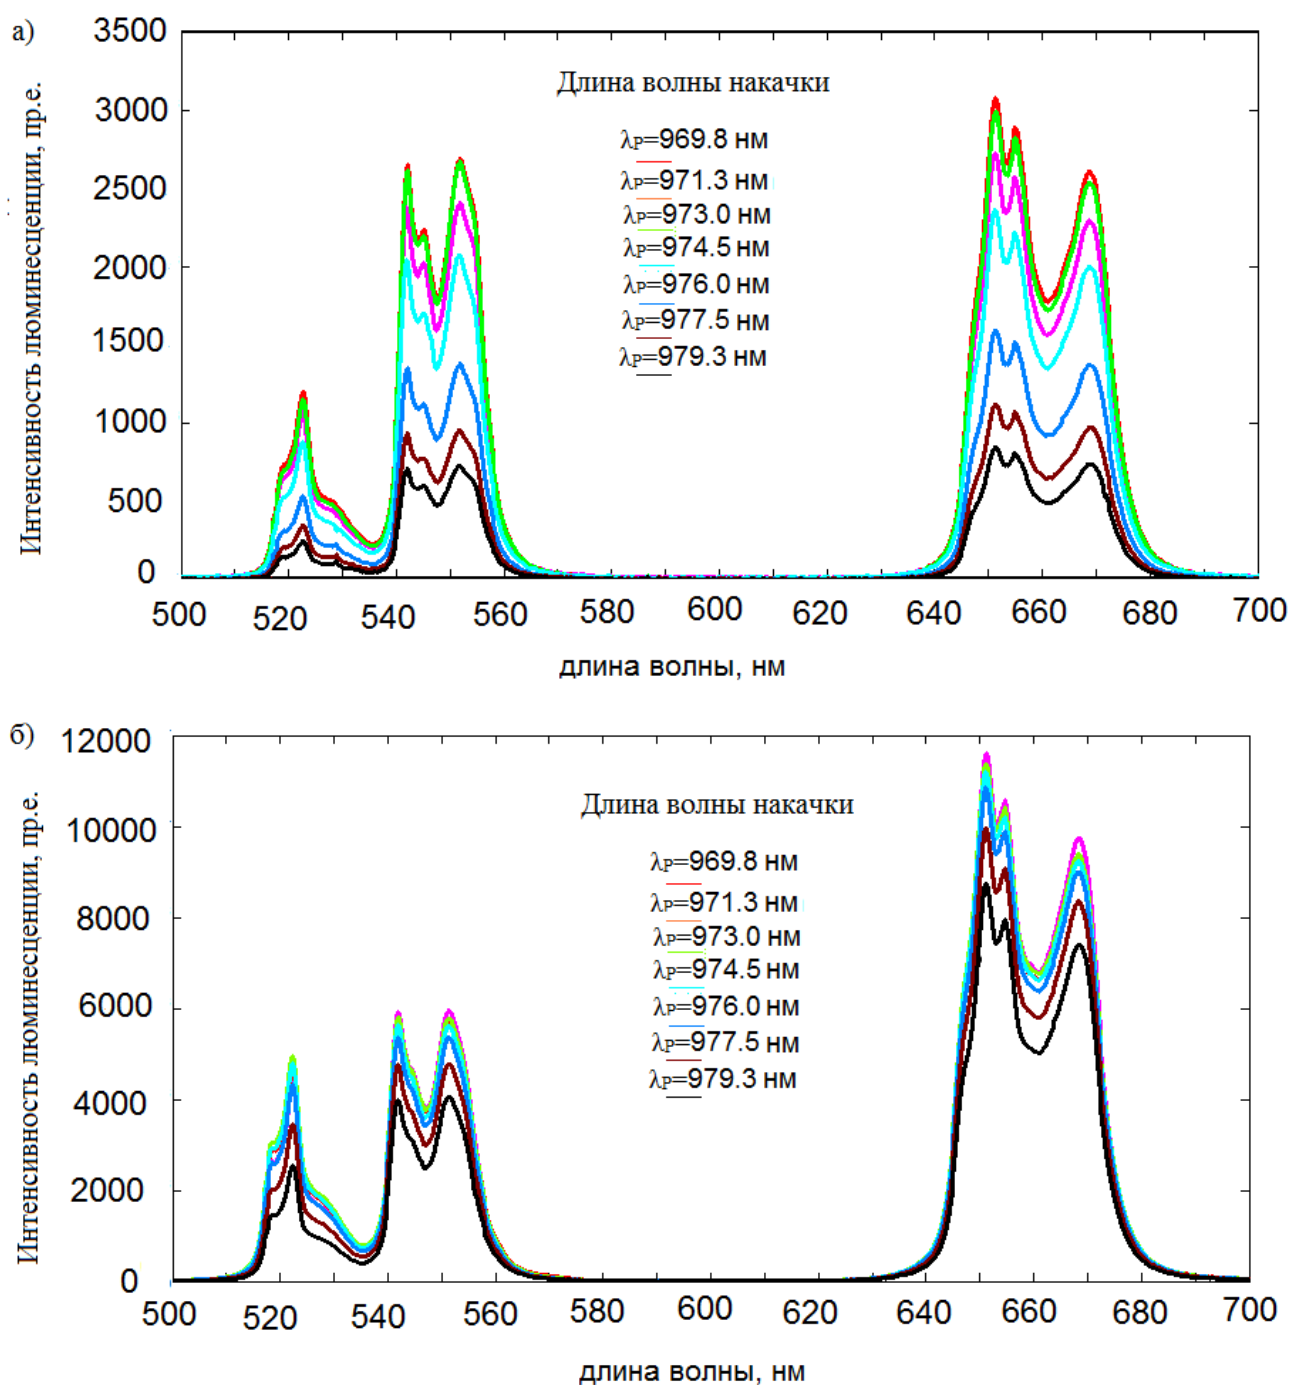 а)
Интенсивность люминесценции, пр.е.
3500
3000
2500
2000
1500
1000
500
0
Длина волны накачки
λP=969.8 нм
λP=971.3 нм
λP=973.0 нм
λP=974.5 нм
λP=976.0 нм
λP=977.5 нм
λP=979.3 нм
500 520 540 560 580 600 620 640 660 680 700
длина волны, нм
б)
Интенсивность люминесценции, пр.е.
12000
10000
8000
6000
4000
2000
0
Длина волны накачки
λP=969.8 нм
λP=971.3 нм
λP=973.0 нм
λP=974.5 нм
λP=976.0 нм
λP=977.5 нм
λP=979.3 нм
500 520 540 560 580 600 620 640 660 680 700
длина волны, нм